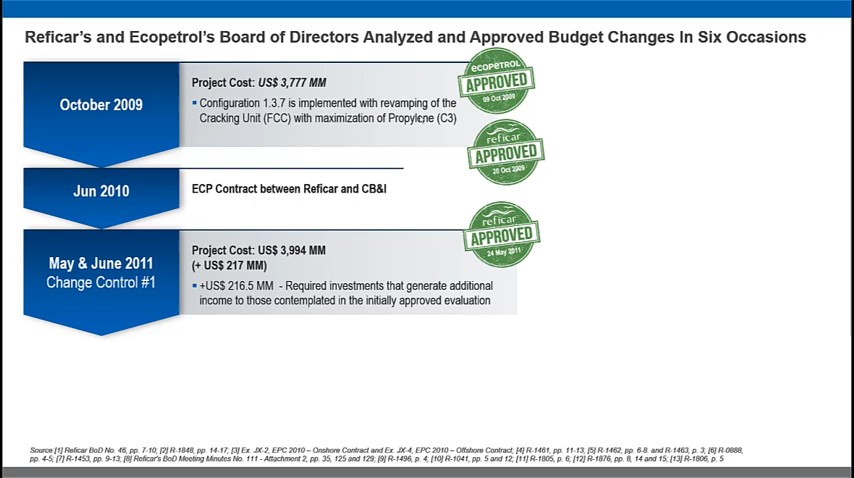 Reficar's and Ecopetrol's Board of Directors Analyzed and Approved Budget Changes In Six Occasions
October 2009
Project Cost: US$ 3,777 MM
▪ Configuration 1.3.7 is implemented with revamping of the
Cracking Unit (FCC) with maximization of Propylene (C3)
ecopetrol
APPROVED
09 Oct 2009
reficar
APPROVED
20 Oct 2009
Jun 2010
ECP Contract between Reficar and CB&I
May & June 2011
Change Control #1
Project Cost: US$ 3,994 MM
(+ US$ 217 MM)
▪ +US$ 216.5 MM - Required investments that generate additional
income to those contemplated in the initially approved evaluation
reficar
APPROVED
24 May 2011
Source:[1] Reficar BoD No. 46, pp. 7-10, [2] R-1848, pp. 14-17; [3] Ex. JX-2, EPC 2010 – Onshore Contract and Ex. JX-4, EPC 2010 – Offshore Contract; [4] R-1461, pp. 11-13, [5] R-1462, pp. 6-8. and R-1463, p. 3; [6] R-0888,
pp. 4-5; [7] R-1453, pp. 9-13; [8] Reficar's BoD Meeting Minutes No. 111 - Attachment 2, pp. 35, 125 and 129; [9] R-1496, p. 4; [10] R-1041, pp. 5 and 12; [11] R-1805, p. 6; [12] R-1876, pp. 8, 14 and 15; [13] R-1806, p. 5